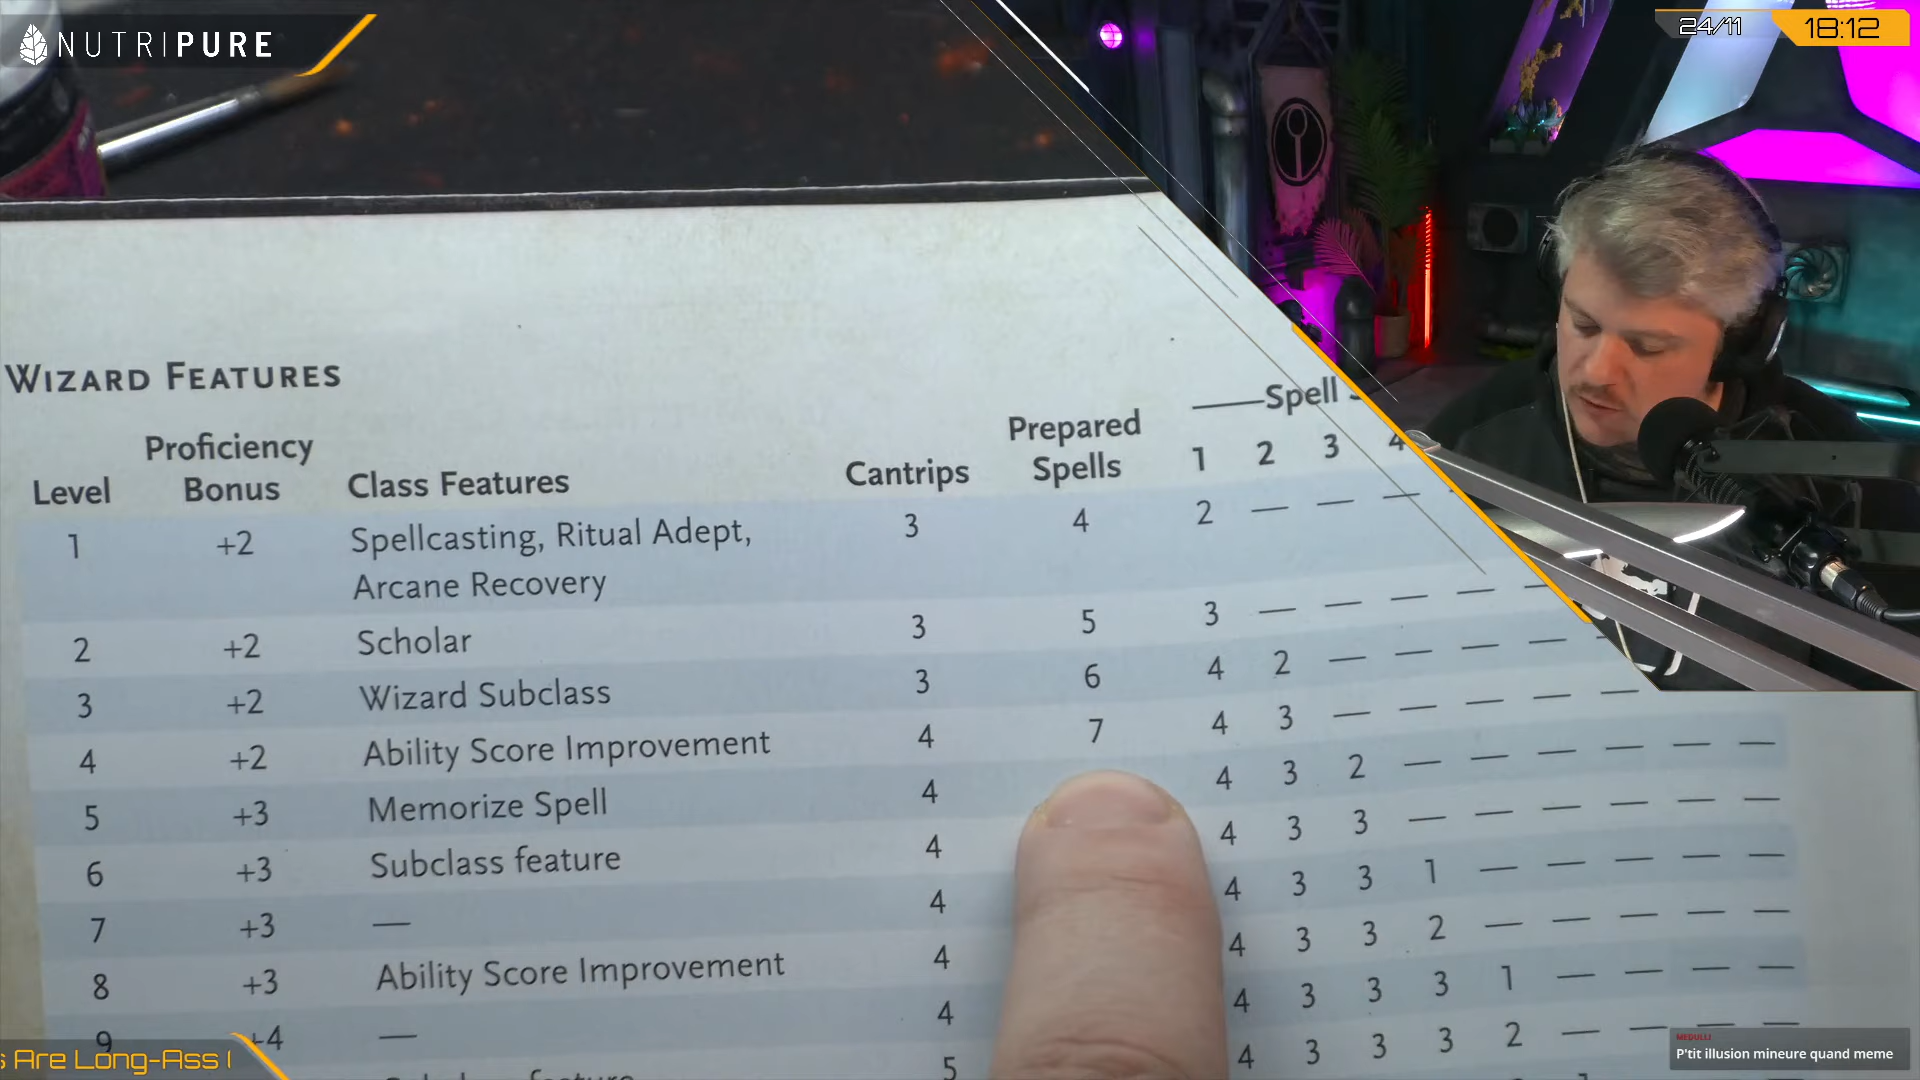 NUTRIPURE
24/11 18:12
WIZARD FEATURES
Spell
Proficiency Prepared
Level Bonus Class Features Cantrips Spells 1 2 3 4
1 +2 Spellcasting, Ritual Adept, 3 4 2 — — —
Arcane Recovery
2 +2 Scholar 3 5 3 — — — — —
3 +2 Wizard Subclass 3 6 4 2 — — — —
4 +2 Ability Score Improvement 4 7 4 3 — — — — —
5 +3 Memorize Spell 4 4 3 2 — — — — — —
6 +3 Subclass feature 4 4 3 3 — — — — — —
7 +3 — 4 4 3 3 1 — — — — —
8 +3 Ability Score Improvement 4 4 3 3 2 — — — — —
9 +4 — 4 4 3 3 3 1 — — — —
5 4 3 3 3 2 — — —
Are Long-Ass
MEDULLI
P'tit illusion mineure quand meme